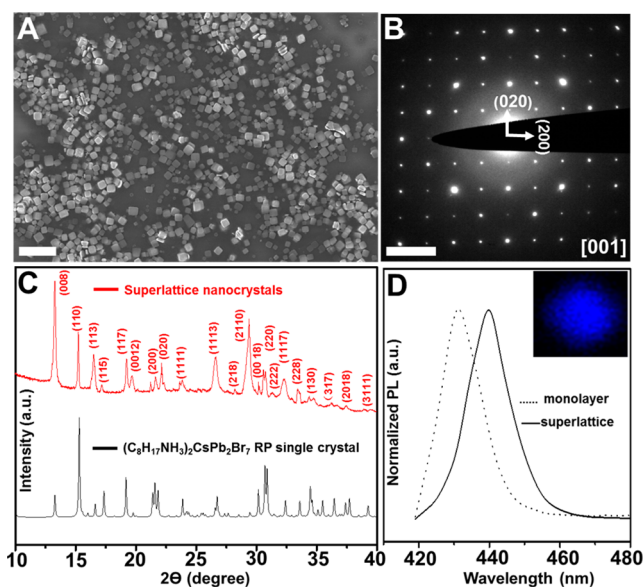 A
B
(020)
(200)
[001]
C
(008)
(110)
(113)
(115)
(117)
(0012)
(200)
(020)
(1111)
(1113)
(218)
(2110)
(00 18)
(220)
(222)
(1117)
(228)
(130)
( 317)
(2018)
(3111)
Superlattice nanocrystals
(C₈H₁₇NH₃)₂CsPb₂Br₇ RP single crystal
Intensity (a.u.)
10 15 20 25 30 35 40
2Θ (degree)
D
monolayer
superlattice
Normalized PL (a.u.)
420 440 460 480
Wavelength (nm)